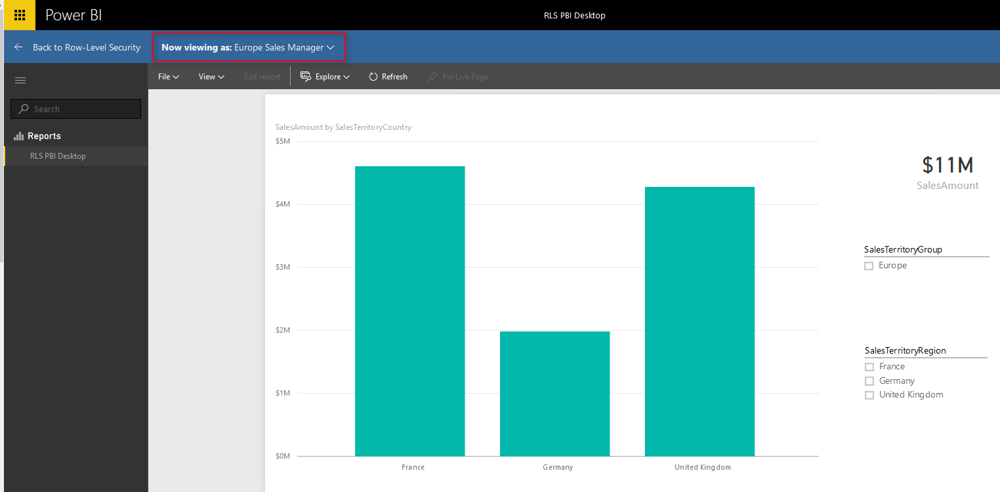 Power BI
RLS PBI Desktop
Back to Row-Level Security
Now viewing as: Europe Sales Manager
File
View
Edit report
Explore
Refresh
Pin Live Page
Search
Reports
RLS PBI Desktop
SalesAmount by SalesTerritoryCountry
$5M
$4M
$3M
$2M
$1M
$0M
France
Germany
United Kingdom
$11M
SalesAmount
SalesTerritoryGroup
Europe
SalesTerritoryRegion
France
Germany
United Kingdom